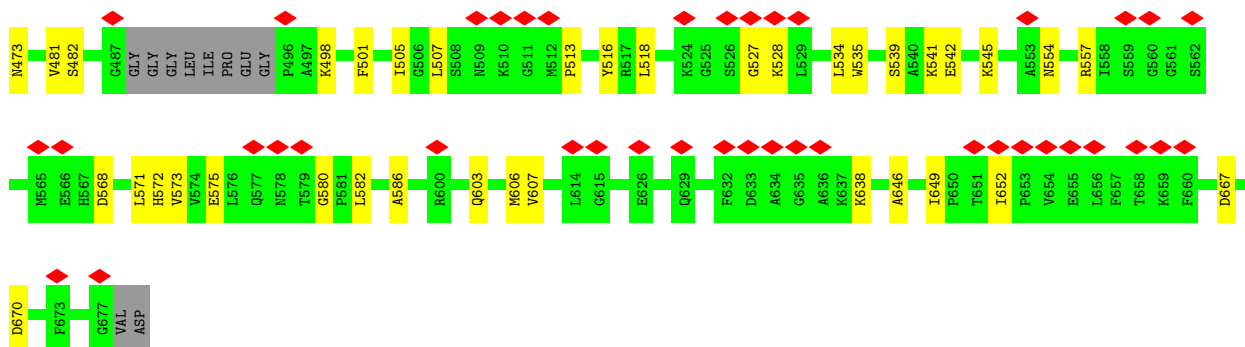 N473 V481 S482 G487 GLY GLY GLY LEU ILE PRO GLU GLY P496 A497 K498 F501 I505 G506 L507 S508 N509 K510 G511 M512 P513 Y516 R517 L518 K524 G525 S526 G527 K528 L529 L534 W535 S539 A540 K541 E542 K545 A553 N554 R557 I558 S559 G560 G561 S562
M565 E566 H567 D568 L571 H572 V573 V574 E575 L576 Q577 N578 T579 G580 P581 L582 A586 R600 Q603 M606 V607 L614 G615 E626 Q629 F632 D633 A634 G635 A636 K637 K638 A646 I649 P650 T651 I652 P653 V654 E655 L656 F657 T658 K659 F660 D667
D670 F673 G677 VAL ASP